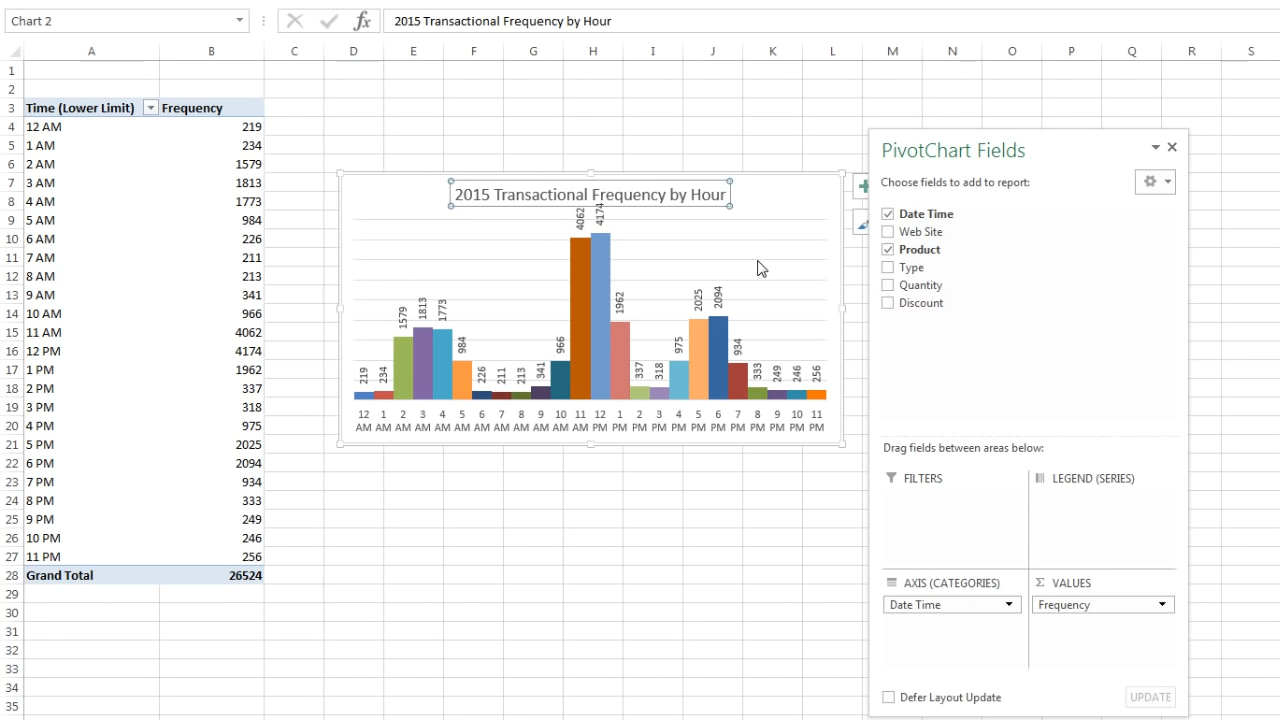 Chart 2
2015 Transactional Frequency by Hour
A B C D E F G H I J K L M N O P Q R S
1
2
3 Time (Lower Limit) Frequency
4 12 AM 219
5 1 AM 234
6 2 AM 1579
7 3 AM 1813
8 4 AM 1773
9 5 AM 984
10 6 AM 226
11 7 AM 211
12 8 AM 213
13 9 AM 341
14 10 AM 966
15 11 AM 4062
16 12 PM 4174
17 1 PM 1962
18 2 PM 337
19 3 PM 318
20 4 PM 975
21 5 PM 2025
22 6 PM 2094
23 7 PM 934
24 8 PM 333
25 9 PM 249
26 10 PM 246
27 11 PM 256
28 Grand Total 26524
29
30
31
32
33
34
35
2015 Transactional Frequency by Hour
219 234 1579 1813 1773 984 226 211 213 341 966 4062 4174 1962 337 318 975 2025 2094 934 333 249 246 256
12 1 2 3 4 5 6 7 8 9 10 11 12 1 2 3 4 5 6 7 8 9 10 11
AM AM AM AM AM AM AM AM AM AM AM AM PM PM PM PM PM PM PM PM PM PM PM PM
PivotChart Fields
Choose fields to add to report:
Date Time
Web Site
Product
Type
Quantity
Discount
Drag fields between areas below:
FILTERS
LEGEND (SERIES)
AXIS (CATEGORIES)
VALUES
Date Time
Frequency
Defer Layout Update
UPDATE